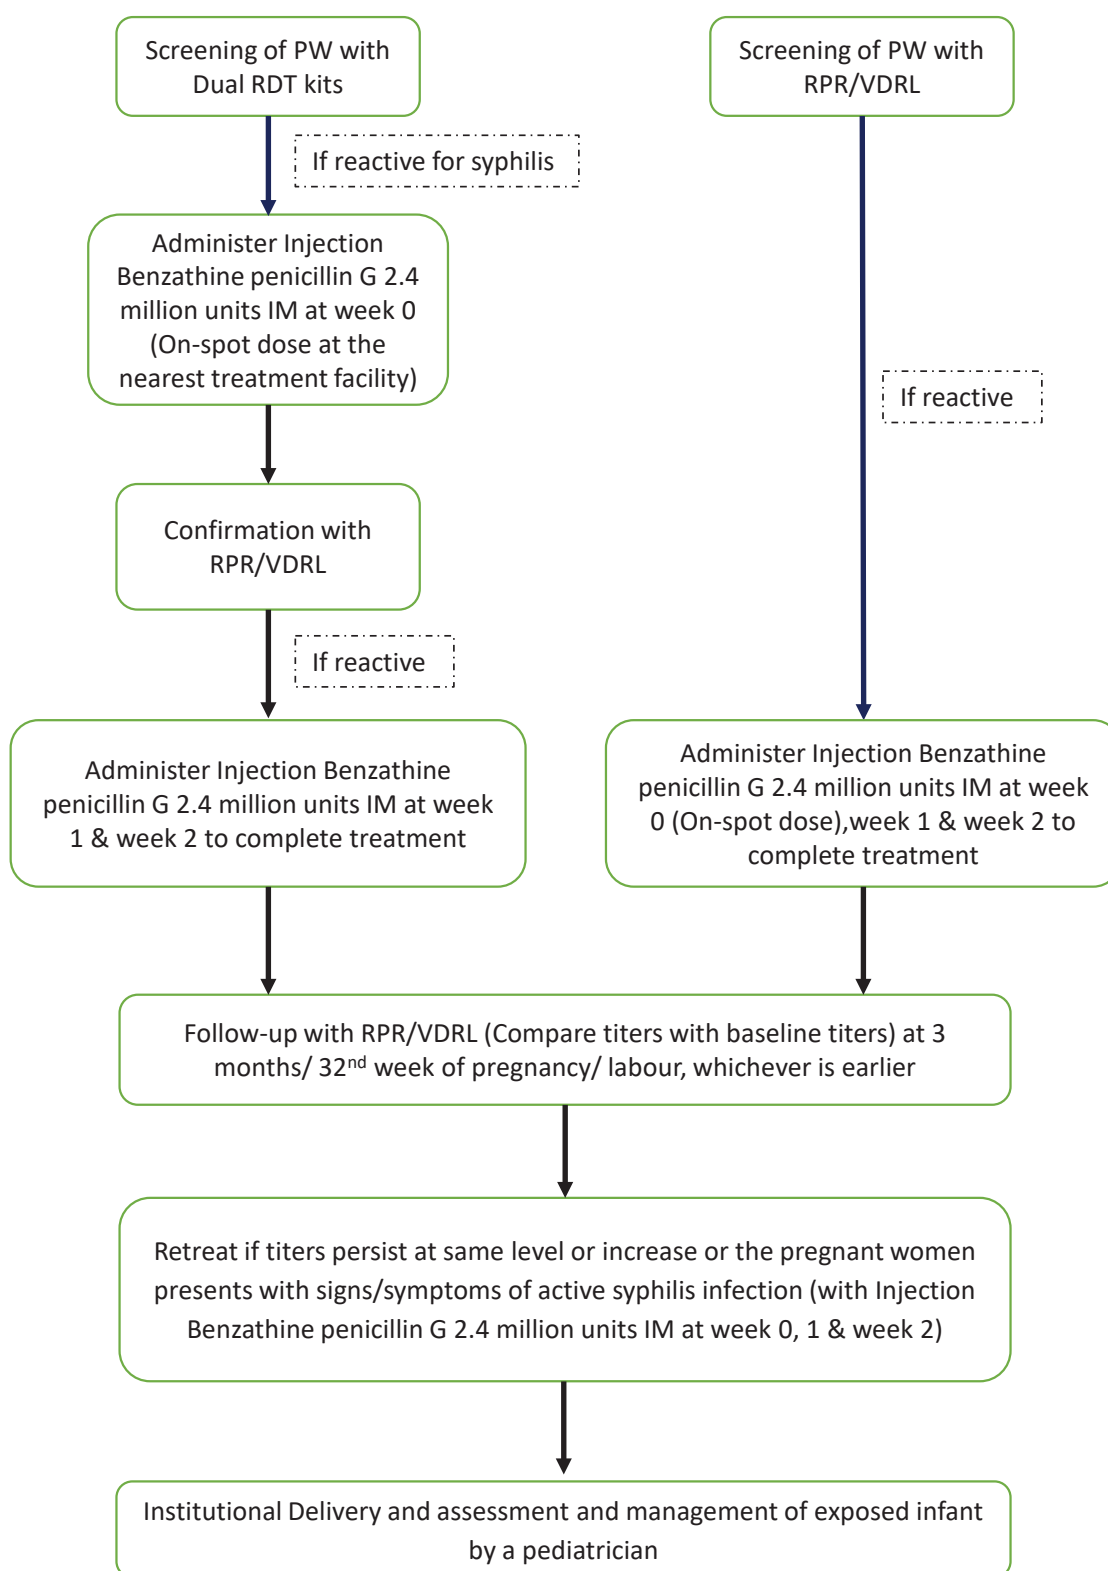 Screening of PW with
Dual RDT kits
Screening of PW with
RPR/VDRL
If reactive for syphilis
Administer Injection
Benzathine penicillin G 2.4
million units IM at week 0
(On-spot dose at the
nearest treatment facility)
If reactive
Confirmation with
RPR/VDRL
If reactive
Administer Injection Benzathine
penicillin G 2.4 million units IM at week
1 & week 2 to complete treatment
Administer Injection Benzathine
penicillin G 2.4 million units IM at week
0 (On-spot dose),week 1 & week 2 to
complete treatment
Follow-up with RPR/VDRL (Compare titers with baseline titers) at 3
months/ 32nd week of pregnancy/ labour, whichever is earlier
Retreat if titers persist at same level or increase or the pregnant women
presents with signs/symptoms of active syphilis infection (with Injection
Benzathine penicillin G 2.4 million units IM at week 0, 1 & week 2)
Institutional Delivery and assessment and management of exposed infant
by a pediatrician